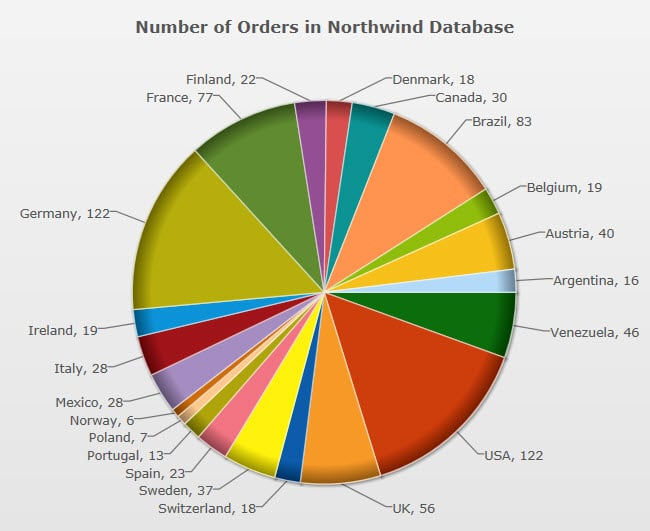 Number of Orders in Northwind Database
Finland, 22
Denmark, 18
France, 77
Canada, 30
Brazil, 83
Belgium, 19
Germany, 122
Austria, 40
Argentina, 16
Ireland, 19
Venezuela, 46
Italy, 28
Mexico, 28
Norway, 6
Poland, 7
Portugal, 13
USA, 122
Spain, 23
Sweden, 37
Switzerland, 18
UK, 56